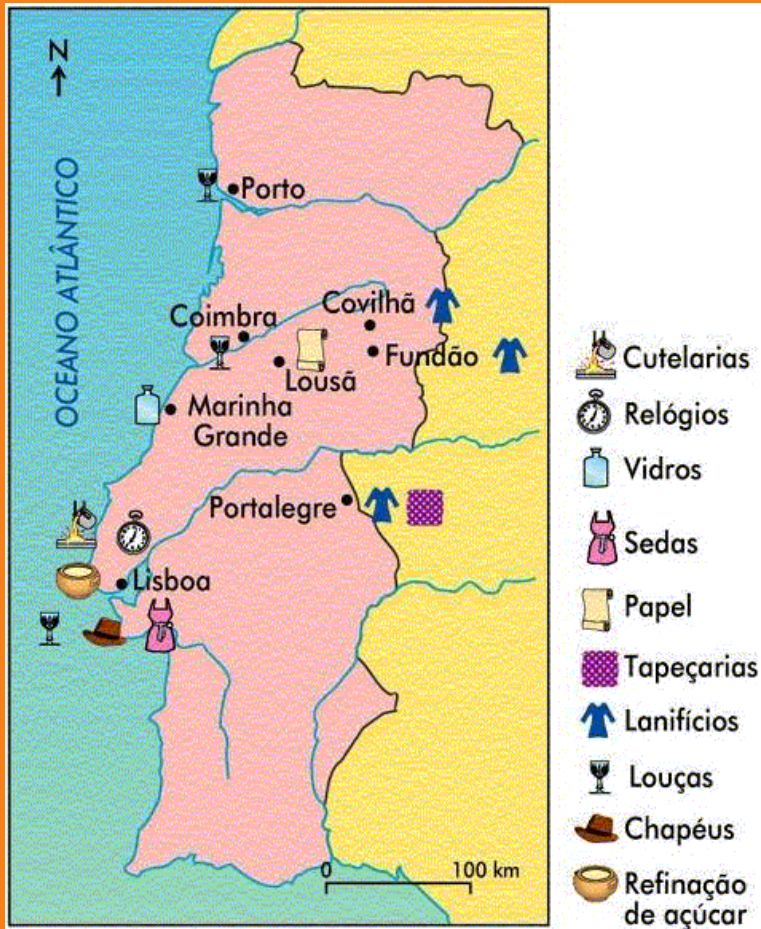 N
OCEANO ATLÂNTICO
Porto
Coimbra
Covilhã
Lousã
Fundão
Marinha
Grande
Portalegre
Lisboa
0 100 km
Cutelarias
Relógios
Vidros
Sedas
Papel
Tapeçarias
Lanifícios
Louças
Chapéus
Refinação
de açúcar